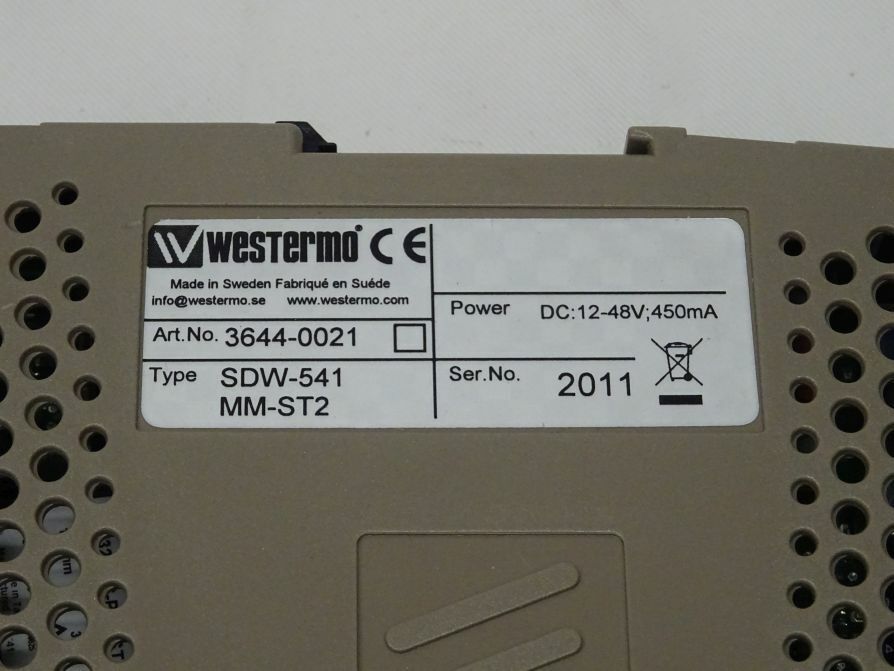 WESTERMO CE
Made in Sweden Fabriqué en Suéde
info@westermo.se www.westermo.com
Art.No. 3644-0021
Type SDW-541
MM-ST2
Power DC:12-48V;450mA
Ser.No. 2011